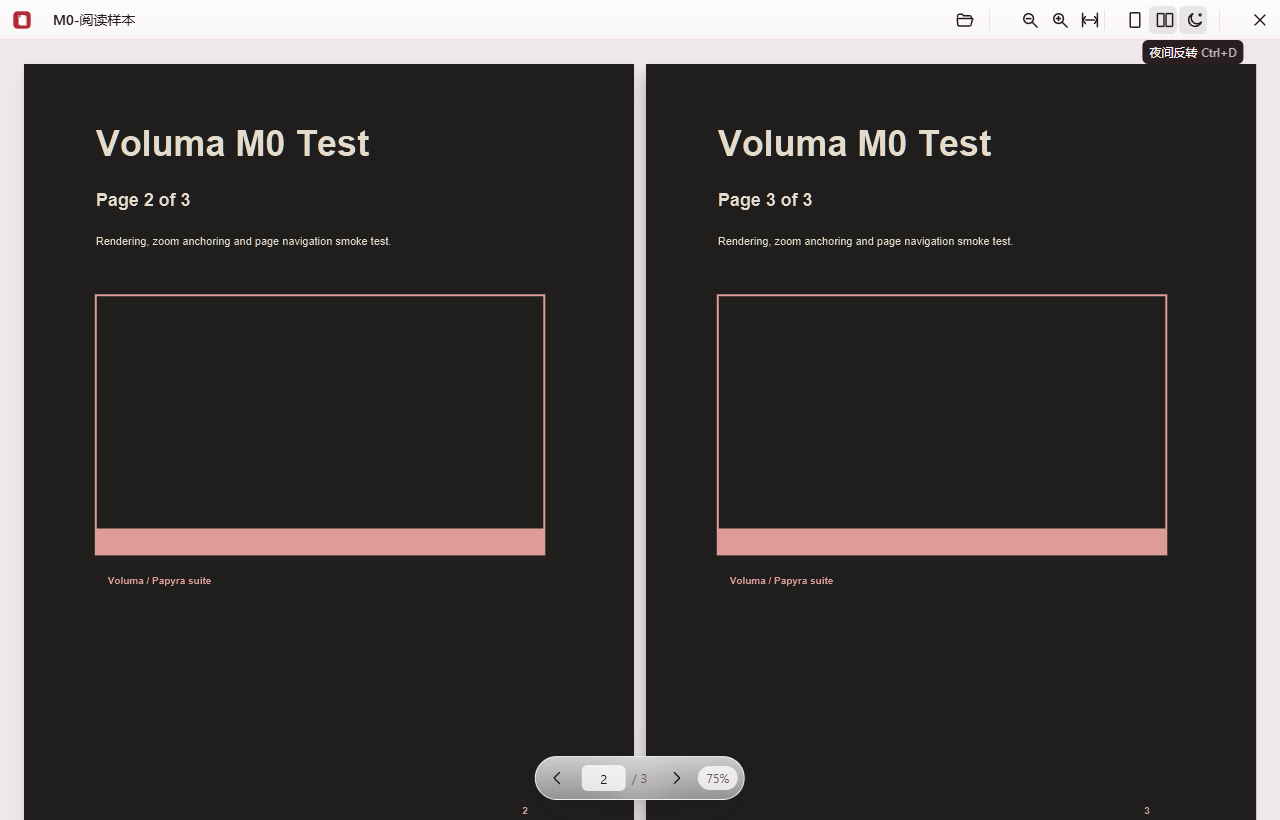 M0-阅读样本
夜间反转 Ctrl+D
Voluma M0 Test
Page 2 of 3
Rendering, zoom anchoring and page navigation smoke test.
Voluma / Papyra suite
2
Voluma M0 Test
Page 3 of 3
Rendering, zoom anchoring and page navigation smoke test.
Voluma / Papyra suite
3
2 / 3 75%